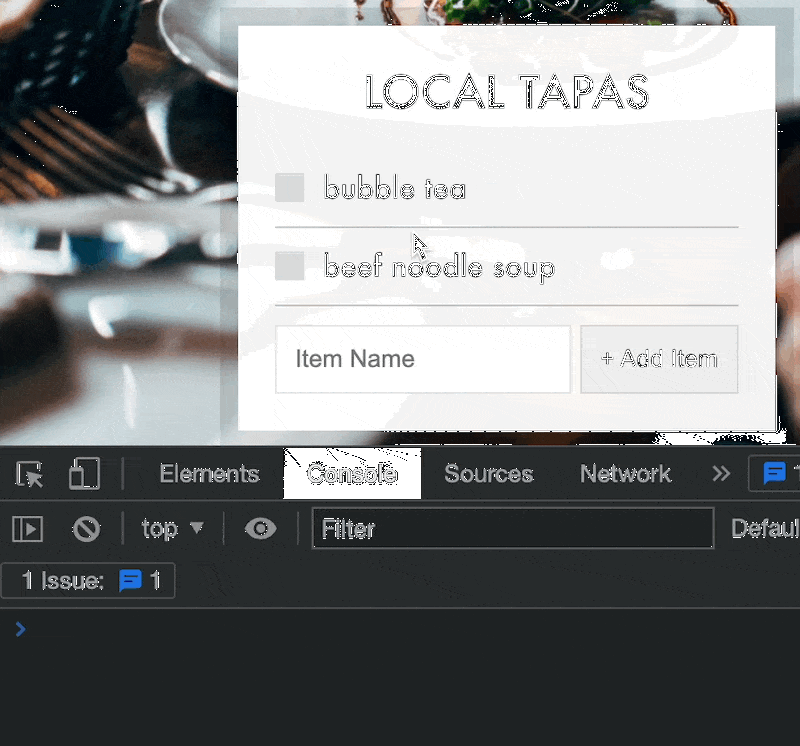 LOCAL TAPAS
bubble tea
beef noodle soup
Item Name
+ Add Item
Elements Console Sources Network » 1
top ▼ Filter Defaul
1 Issue: 1